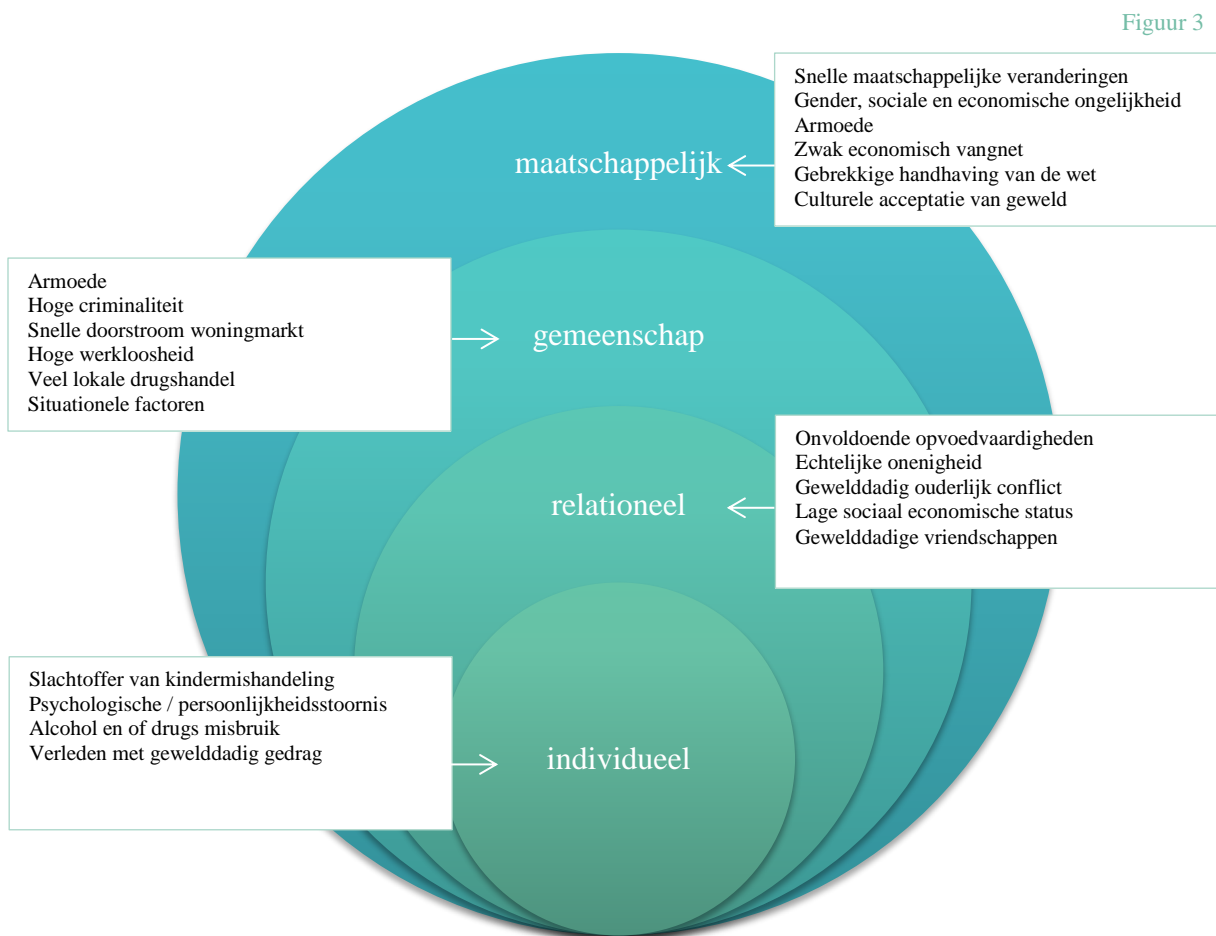 Figuur 3
Snelle maatschappelijke veranderingen
Gender, sociale en economische ongelijkheid
Armoede
Zwak economisch vangnet
Gebrekkige handhaving van de wet
Culturele acceptatie van geweld
maatschappelijk
Armoede
Hoge criminaliteit
Snelle doorstroom woningmarkt
Hoge werkloosheid
Veel lokale drugshandel
Situationele factoren
gemeenschap
Onvoldoende opvoedvaardigheden
Echtelijke onenigheid
Gewelddadig ouderlijk conflict
Lage sociaal economische status
Gewelddadige vriendschappen
relationeel
Slachtoffer van kindermishandeling
Psychologische / persoonlijkheidsstoornis
Alcohol en of drugs misbruik
Verleden met gewelddadig gedrag
individueel